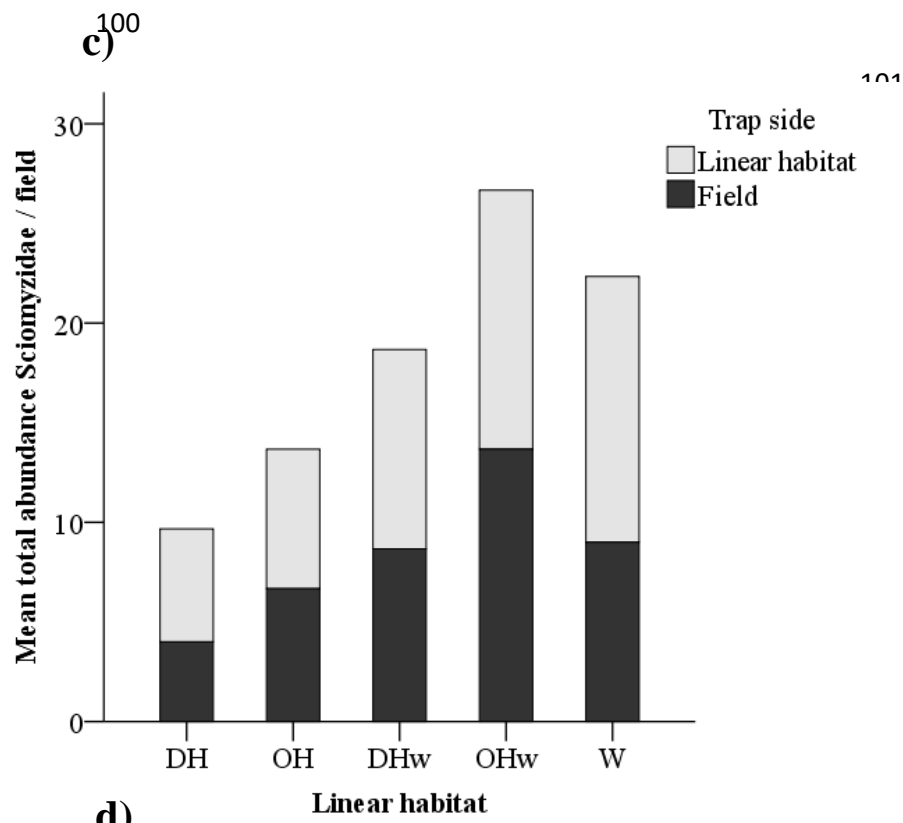 100
c)
101
Mean total abundance Sciomyzidae / field
30
20
10
0
Trap side
Linear habitat
Field
DH OH DHw OHw W
Linear habitat
d)